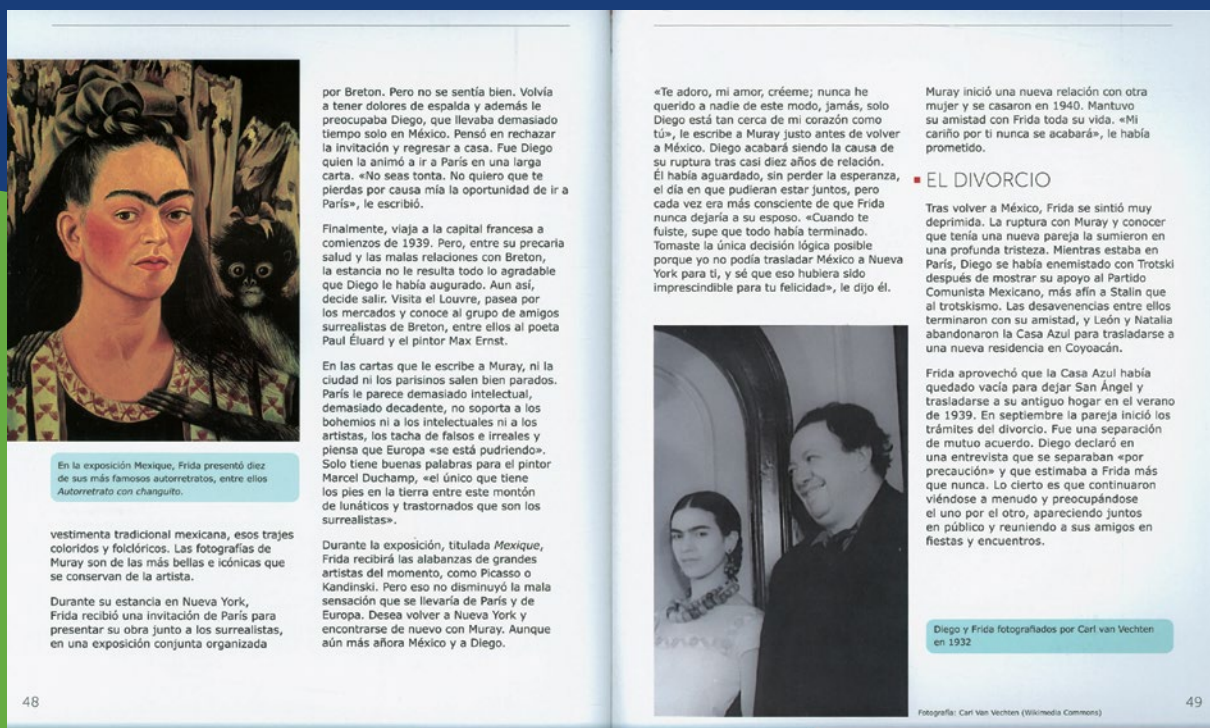 En la exposición Mexique, Frida presentó diez
de sus más famosos autorretratos, entre ellos
Autorretrato con changuito.
vestimenta tradicional mexicana, esos trajes
coloridos y folclóricos. Las fotografías de
Muray son de las más bellas e icónicas que
se conservan de la artista.
Durante su estancia en Nueva York,
Frida recibió una invitación de París para
presentar su obra junto a los surrealistas,
en una exposición conjunta organizada
48
por Breton. Pero no se sentía bien. Volvía
a tener dolores de espalda y además le
preocupaba Diego, que llevaba demasiado
tiempo solo en México. Pensó en rechazar
la invitación y regresar a casa. Fue Diego
quien la animó a ir a París en una larga
carta. «No seas tonta. No quiero que te
pierdas por causa mía la oportunidad de ir a
París», le escribió.
Finalmente, viaja a la capital francesa a
comienzos de 1939. Pero, entre su precaria
salud y las malas relaciones con Breton,
la estancia no le resulta todo lo agradable
que Diego le había augurado. Aun así,
decide salir. Visita el Louvre, pasea por
los mercados y conoce al grupo de amigos
surrealistas de Breton, entre ellos al poeta
Paul Éluard y el pintor Max Ernst.
En las cartas que le escribe a Muray, ni la
ciudad ni los parisinos salen bien parados.
París le parece demasiado intelectual,
demasiado decadente, no soporta a los
bohemios ni a los intelectuales ni a los
artistas, los tacha de falsos e irreales y
piensa que Europa «se está pudriendo».
Solo tiene buenas palabras para el pintor
Marcel Duchamp, «el único que tiene
los pies en la tierra entre este montón
de lunáticos y trastornados que son los
surrealistas».
Durante la exposición, titulada Mexique,
Frida recibirá las alabanzas de grandes
artistas del momento, como Picasso o
Kandinski. Pero eso no disminuyó la mala
sensación que se llevaría de París y de
Europa. Desea volver a Nueva York y
encontrarse de nuevo con Muray. Aunque
aún más añora México y a Diego.
«Te adoro, mi amor, créeme; nunca he
querido a nadie de este modo, jamás, solo
Diego está tan cerca de mi corazón como
tú», le escribe a Muray justo antes de volver
a México. Diego acabará siendo la causa de
su ruptura tras casi diez años de relación.
Él había aguardado, sin perder la esperanza,
el día en que pudieran estar juntos, pero
cada vez era más consciente de que Frida
nunca dejaría a su esposo. «Cuando te
fuiste, supe que todo había terminado.
Tomaste la única decisión lógica posible
porque yo no podía trasladar México a Nueva
York para ti, y sé que eso hubiera sido
imprescindible para tu felicidad», le dijo él.
Muray inició una nueva relación con otra
mujer y se casaron en 1940. Mantuvo
su amistad con Frida toda su vida. «Mi
cariño por ti nunca se acabará», le había
prometido.
EL DIVORCIO
Tras volver a México, Frida se sintió muy
deprimida. La ruptura con Muray y conocer
que tenía una nueva pareja la sumieron en
una profunda tristeza. Mientras estaba en
París, Diego se había enemistado con Trotski
después de mostrar su apoyo al Partido
Comunista Mexicano, más afín a Stalin que
al trotskismo. Las desavenencias entre ellos
terminaron con su amistad, y León y Natalia
abandonaron la Casa Azul para trasladarse a
una nueva residencia en Coyoacán.
Frida aprovechó que la Casa Azul había
quedado vacía para dejar San Ángel y
trasladarse a su antiguo hogar en el verano
de 1939. En septiembre la pareja inició los
trámites del divorcio. Fue una separación
de mutuo acuerdo. Diego declaró en
una entrevista que se separaban «por
precaución» y que estimaba a Frida más
que nunca. Lo cierto es que continuaron
viéndose a menudo y preocupándose
el uno por el otro, apareciendo juntos
en público y reuniendo a sus amigos en
fiestas y encuentros.
Diego y Frida fotografiados por Carl van Vechten
en 1932
Fotografía: Carl Van Vechten (Wikimedia Commons)
49